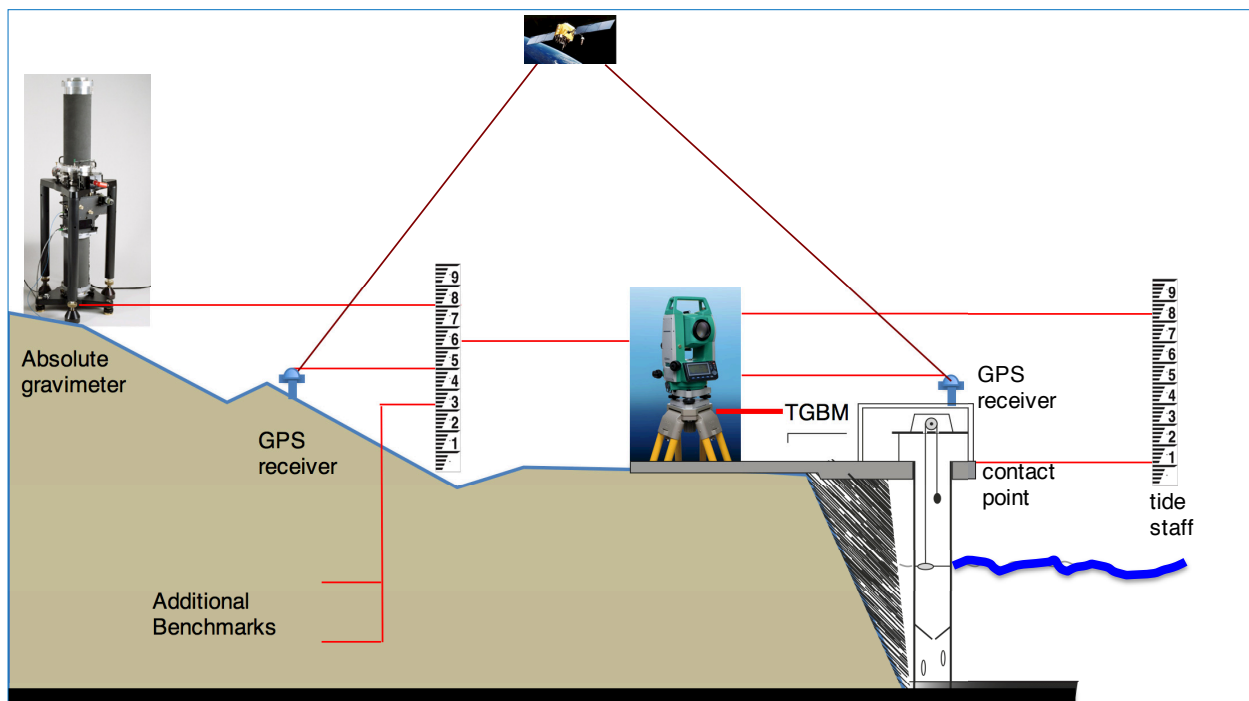 Absolute
gravimeter
GPS
receiver
Additional
Benchmarks
9
8
7
6
5
4
3
2
1
TGBM
GPS
receiver
contact
point
9
8
7
6
5
4
3
2
1
tide
staff